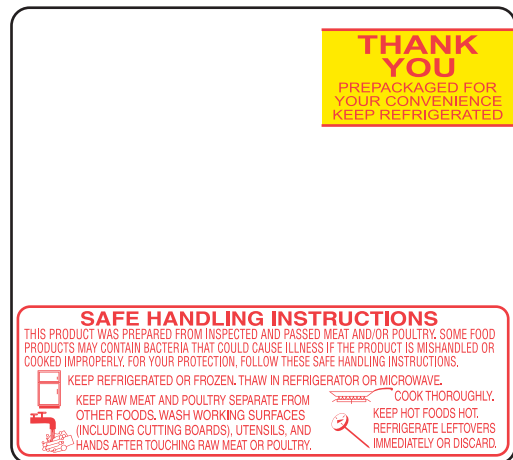 THANK
YOU
PREPACKAGED FOR
YOUR CONVENIENCE
KEEP REFRIGERATED
SAFE HANDLING INSTRUCTIONS
THIS PRODUCT WAS PREPARED FROM INSPECTED AND PASSED MEAT AND/OR POULTRY. SOME FOOD
PRODUCTS MAY CONTAIN BACTERIA THAT COULD CAUSE ILLNESS IF THE PRODUCT IS MISHANDLED OR
COOKED IMPROPERLY. FOR YOUR PROTECTION, FOLLOW THESE SAFE HANDLING INSTRUCTIONS.
KEEP REFRIGERATED OR FROZEN. THAW IN REFRIGERATOR OR MICROWAVE.
KEEP RAW MEAT AND POULTRY SEPARATE FROM
OTHER FOODS. WASH WORKING SURFACES
(INCLUDING CUTTING BOARDS), UTENSILS, AND
HANDS AFTER TOUCHING RAW MEAT OR POULTRY.
COOK THOROUGHLY.
KEEP HOT FOODS HOT.
REFRIGERATE LEFTOVERS
IMMEDIATELY OR DISCARD.